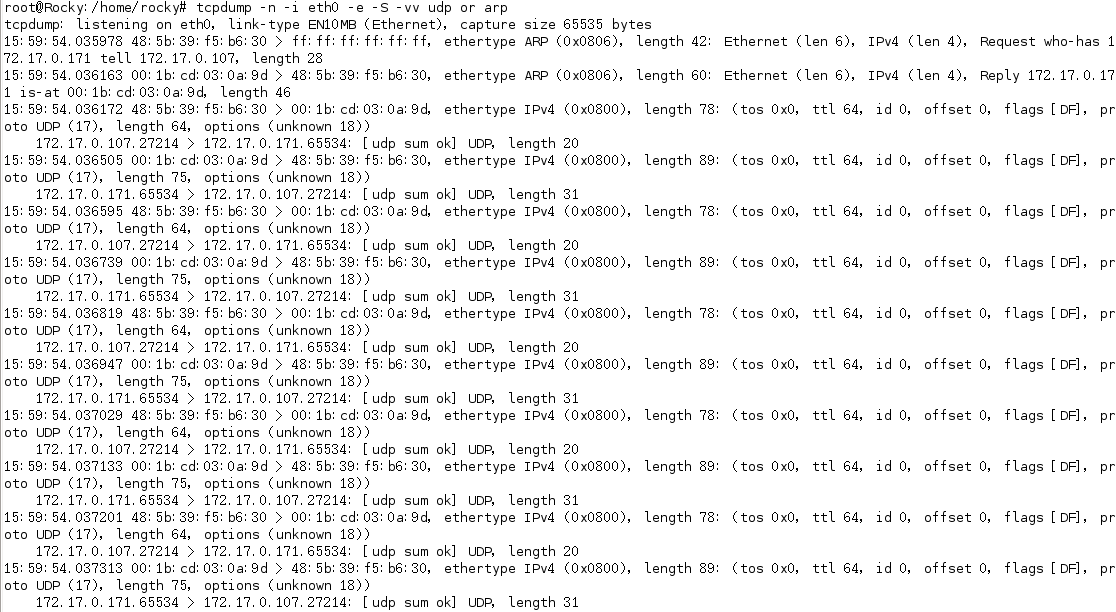 root@Rocky:/home/rocky# tcpdump -n -i eth0 -e -S -vv udp or arp
tcpdump: listening on eth0, link-type EN10MB (Ethernet), capture size 65535 bytes
15:59:54.035978 48:5b:39:f5:b6:30 > ff:ff:ff:ff:ff:ff, ethertype ARP (0x0806), length 42: Ethernet (len 6), IPv4 (len 4), Request who-has 1
72.17.0.171 tell 172.17.0.107, length 28
15:59:54.036163 00:1b:cd:03:0a:9d > 48:5b:39:f5:b6:30, ethertype ARP (0x0806), length 60: Ethernet (len 6), IPv4 (len 4), Reply 172.17.0.17
1 is-at 00:1b:cd:03:0a:9d, length 46
15:59:54.036172 48:5b:39:f5:b6:30 > 00:1b:cd:03:0a:9d, ethertype IPv4 (0x0800), length 78: (tos 0x0, ttl 64, id 0, offset 0, flags [DF], pr
oto UDP (17), length 64, options (unknown 18))
    172.17.0.107.27214 > 172.17.0.171.65534: [udp sum ok] UDP, length 20
15:59:54.036505 00:1b:cd:03:0a:9d > 48:5b:39:f5:b6:30, ethertype IPv4 (0x0800), length 89: (tos 0x0, ttl 64, id 0, offset 0, flags [DF], pr
oto UDP (17), length 75, options (unknown 18))
    172.17.0.171.65534 > 172.17.0.107.27214: [udp sum ok] UDP, length 31
15:59:54.036595 48:5b:39:f5:b6:30 > 00:1b:cd:03:0a:9d, ethertype IPv4 (0x0800), length 78: (tos 0x0, ttl 64, id 0, offset 0, flags [DF], pr
oto UDP (17), length 64, options (unknown 18))
    172.17.0.107.27214 > 172.17.0.171.65534: [udp sum ok] UDP, length 20
15:59:54.036739 00:1b:cd:03:0a:9d > 48:5b:39:f5:b6:30, ethertype IPv4 (0x0800), length 89: (tos 0x0, ttl 64, id 0, offset 0, flags [DF], pr
oto UDP (17), length 75, options (unknown 18))
    172.17.0.171.65534 > 172.17.0.107.27214: [udp sum ok] UDP, length 31
15:59:54.036819 48:5b:39:f5:b6:30 > 00:1b:cd:03:0a:9d, ethertype IPv4 (0x0800), length 78: (tos 0x0, ttl 64, id 0, offset 0, flags [DF], pr
oto UDP (17), length 64, options (unknown 18))
    172.17.0.107.27214 > 172.17.0.171.65534: [udp sum ok] UDP, length 20
15:59:54.036947 00:1b:cd:03:0a:9d > 48:5b:39:f5:b6:30, ethertype IPv4 (0x0800), length 89: (tos 0x0, ttl 64, id 0, offset 0, flags [DF], pr
oto UDP (17), length 75, options (unknown 18))
    172.17.0.171.65534 > 172.17.0.107.27214: [udp sum ok] UDP, length 31
15:59:54.037029 48:5b:39:f5:b6:30 > 00:1b:cd:03:0a:9d, ethertype IPv4 (0x0800), length 78: (tos 0x0, ttl 64, id 0, offset 0, flags [DF], pr
oto UDP (17), length 64, options (unknown 18))
    172.17.0.107.27214 > 172.17.0.171.65534: [udp sum ok] UDP, length 20
15:59:54.037133 00:1b:cd:03:0a:9d > 48:5b:39:f5:b6:30, ethertype IPv4 (0x0800), length 89: (tos 0x0, ttl 64, id 0, offset 0, flags [DF], pr
oto UDP (17), length 75, options (unknown 18))
    172.17.0.171.65534 > 172.17.0.107.27214: [udp sum ok] UDP, length 31
15:59:54.037201 48:5b:39:f5:b6:30 > 00:1b:cd:03:0a:9d, ethertype IPv4 (0x0800), length 78: (tos 0x0, ttl 64, id 0, offset 0, flags [DF], pr
oto UDP (17), length 64, options (unknown 18))
    172.17.0.107.27214 > 172.17.0.171.65534: [udp sum ok] UDP, length 20
15:59:54.037313 00:1b:cd:03:0a:9d > 48:5b:39:f5:b6:30, ethertype IPv4 (0x0800), length 89: (tos 0x0, ttl 64, id 0, offset 0, flags [DF], pr
oto UDP (17), length 75, options (unknown 18))
    172.17.0.171.65534 > 172.17.0.107.27214: [udp sum ok] UDP, length 31